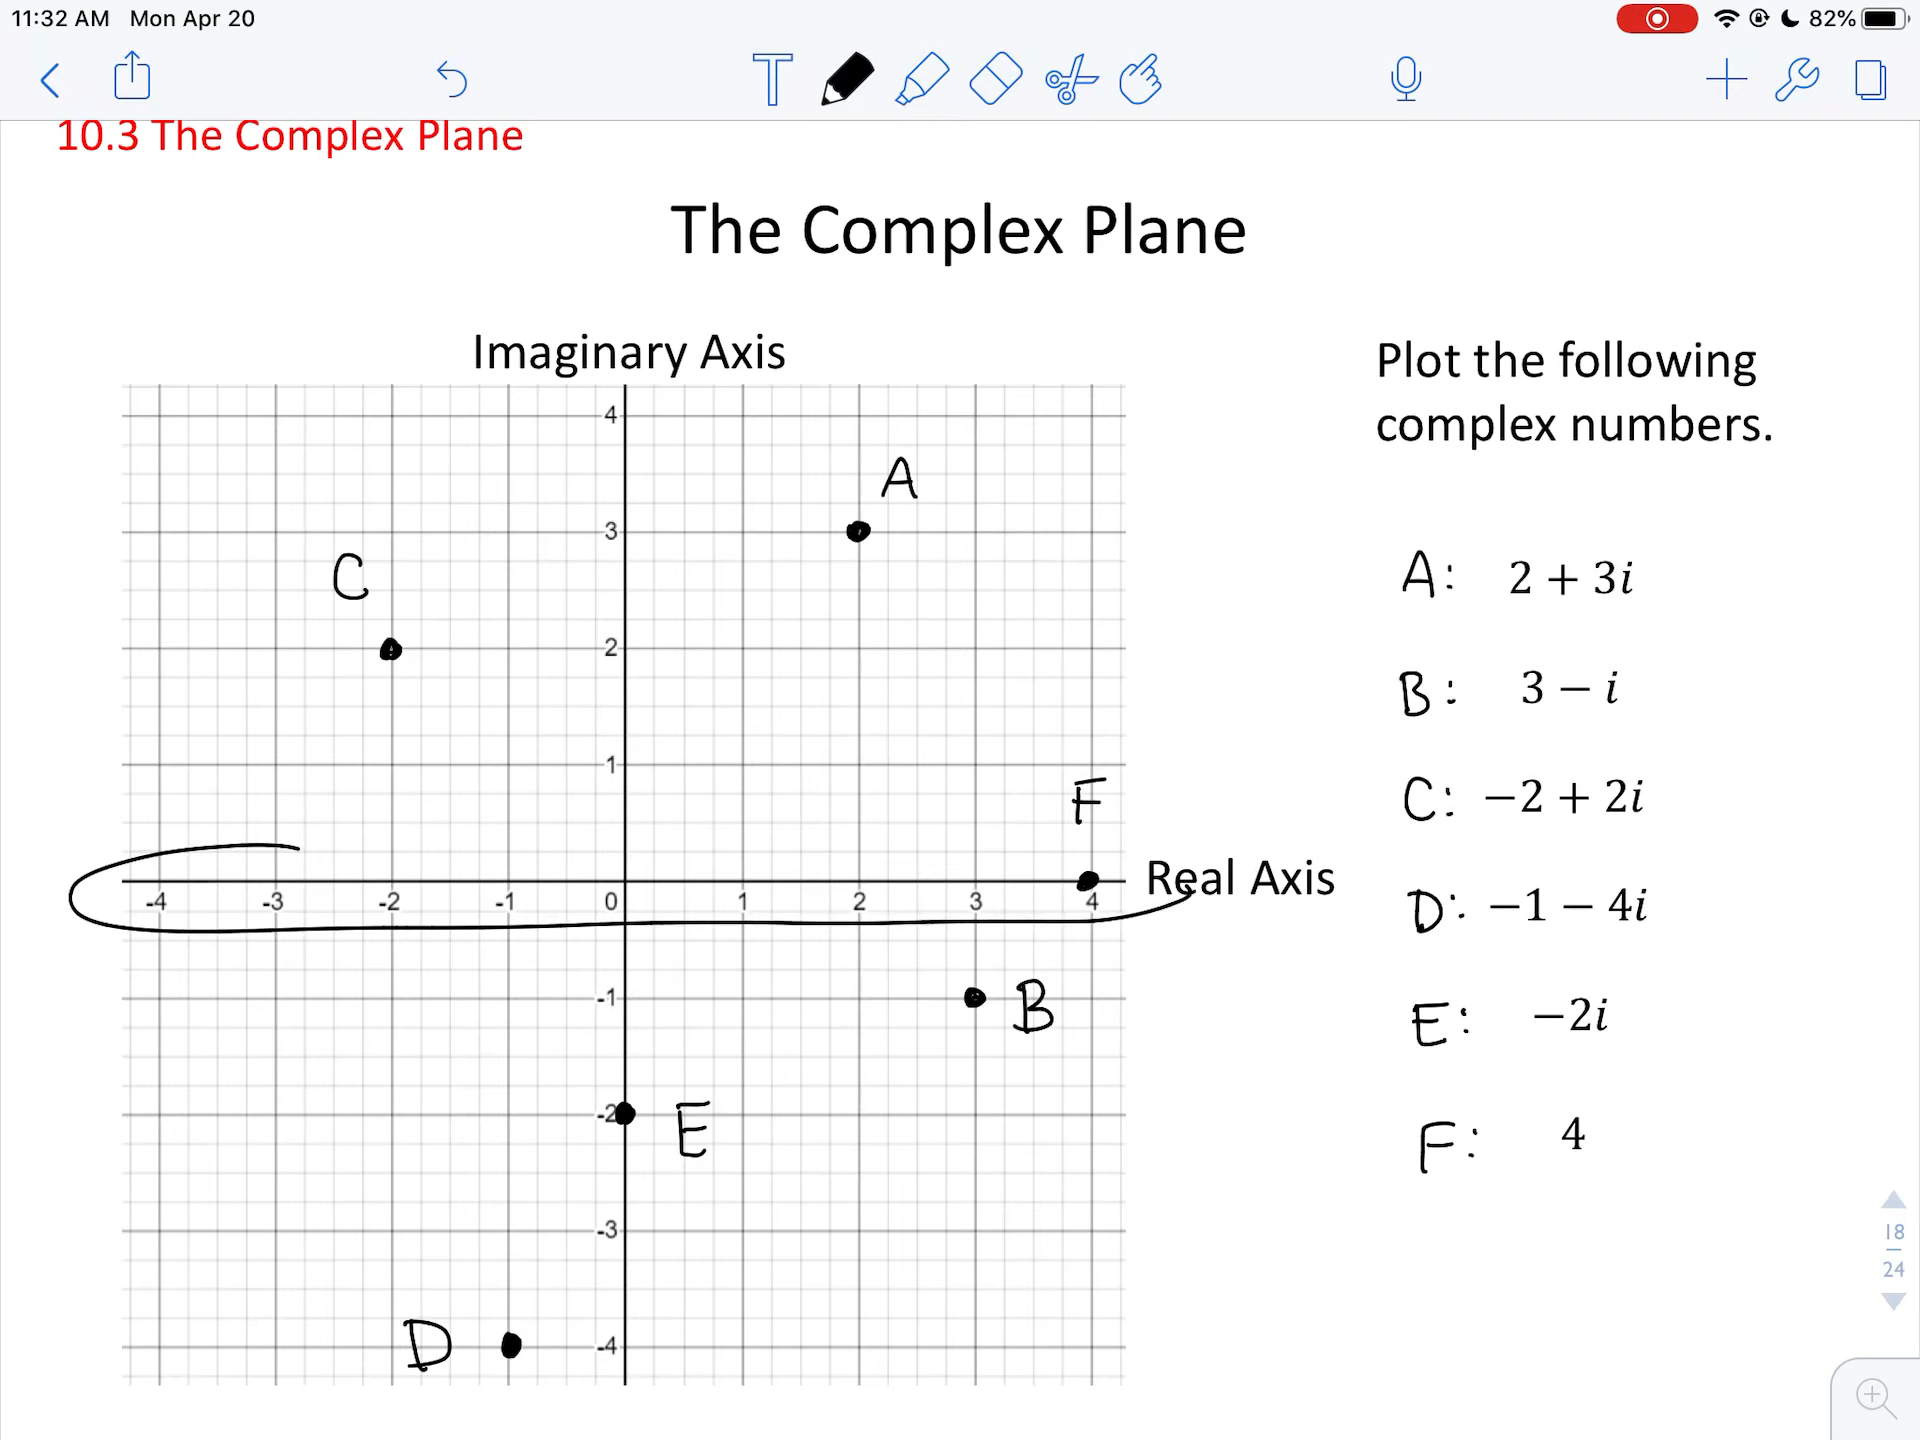 11:32 AM Mon Apr 20
82%
T
10.3 The Complex Plane
The Complex Plane
Imaginary Axis
Plot the following
complex numbers.
4
A
3
C
A: 2 + 3i
2
B: 3 − i
1
F
C: −2 + 2i
Real Axis
-4 -3 -2 -1 0 1 2 3 4
D: −1 − 4i
-1
B
E: −2i
-2
E
F: 4
-3
18
24
D
-4